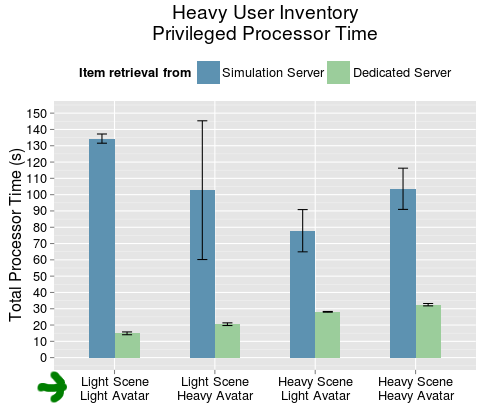 Heavy User Inventory
Privileged Processor Time
Item retrieval from Simulation Server Dedicated Server
Total Processor Time (s)
150
140
130
120
110
100
90
80
70
60
50
40
30
20
10
0
Light Scene Light Scene Heavy Scene Heavy Scene
Light Avatar Heavy Avatar Light Avatar Heavy Avatar